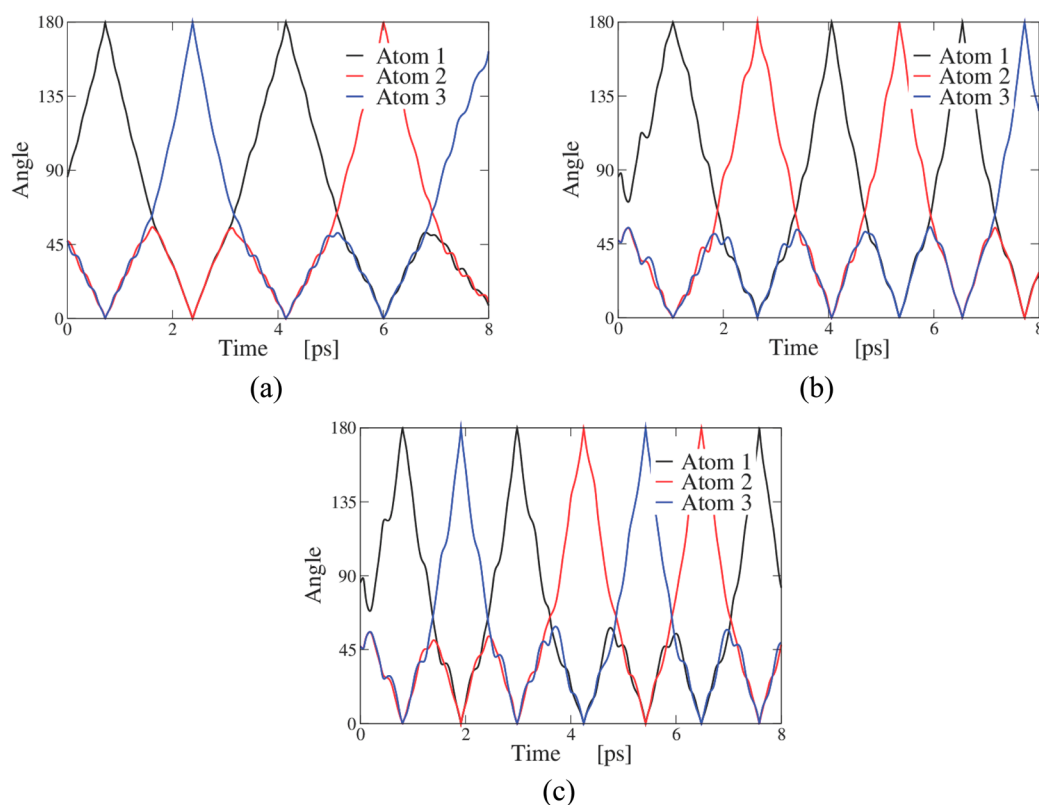 180
135
90
45
0
Angle
Atom 1
Atom 2
Atom 3
0 2 4 6 8
Time [ps]
(a)
180
135
90
45
0
Angle
Atom 1
Atom 2
Atom 3
0 2 4 6 8
Time [ps]
(b)
180
135
90
45
0
Angle
Atom 1
Atom 2
Atom 3
0 2 4 6 8
Time [ps]
(c)